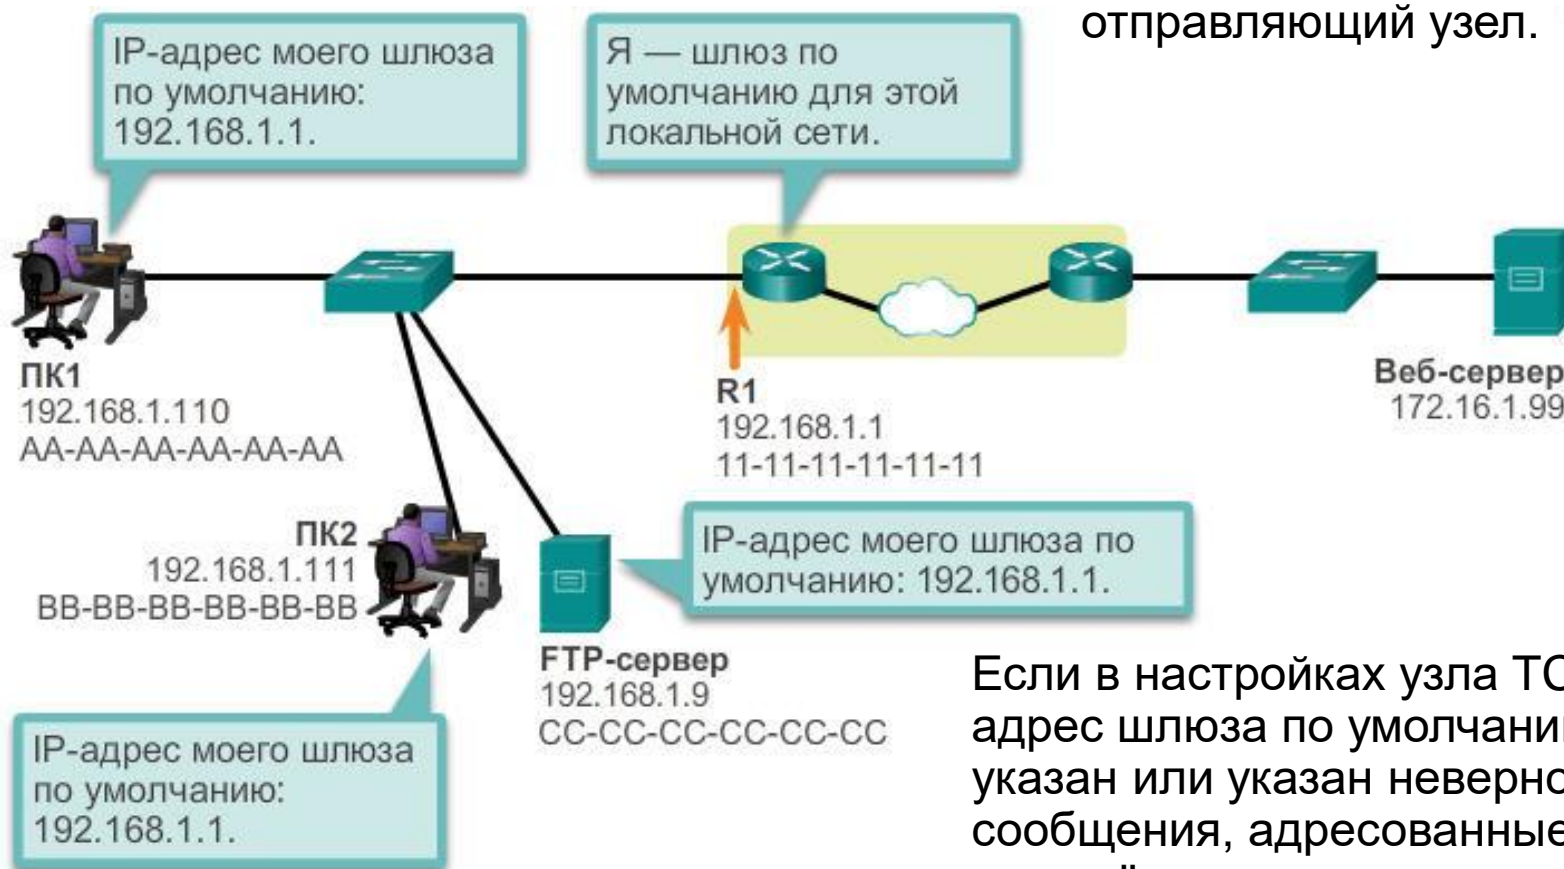 отправляющий узел.
IP-адрес моего шлюза
по умолчанию:
192.168.1.1.
Я — шлюз по
умолчанию для этой
локальной сети.
ПК1
192.168.1.110
AA-AA-AA-AA-AA-AA
R1
192.168.1.1
11-11-11-11-11-11
Веб-сервер
172.16.1.99
ПК2
192.168.1.111
BB-BB-BB-BB-BB-BB
IP-адрес моего шлюза по
умолчанию: 192.168.1.1.
FTP-сервер
192.168.1.9
CC-CC-CC-CC-CC-CC
IP-адрес моего шлюза
по умолчанию:
192.168.1.1.
Если в настройках узла
адрес шлюза по
указан или указан неверно
сообщения, адресованные